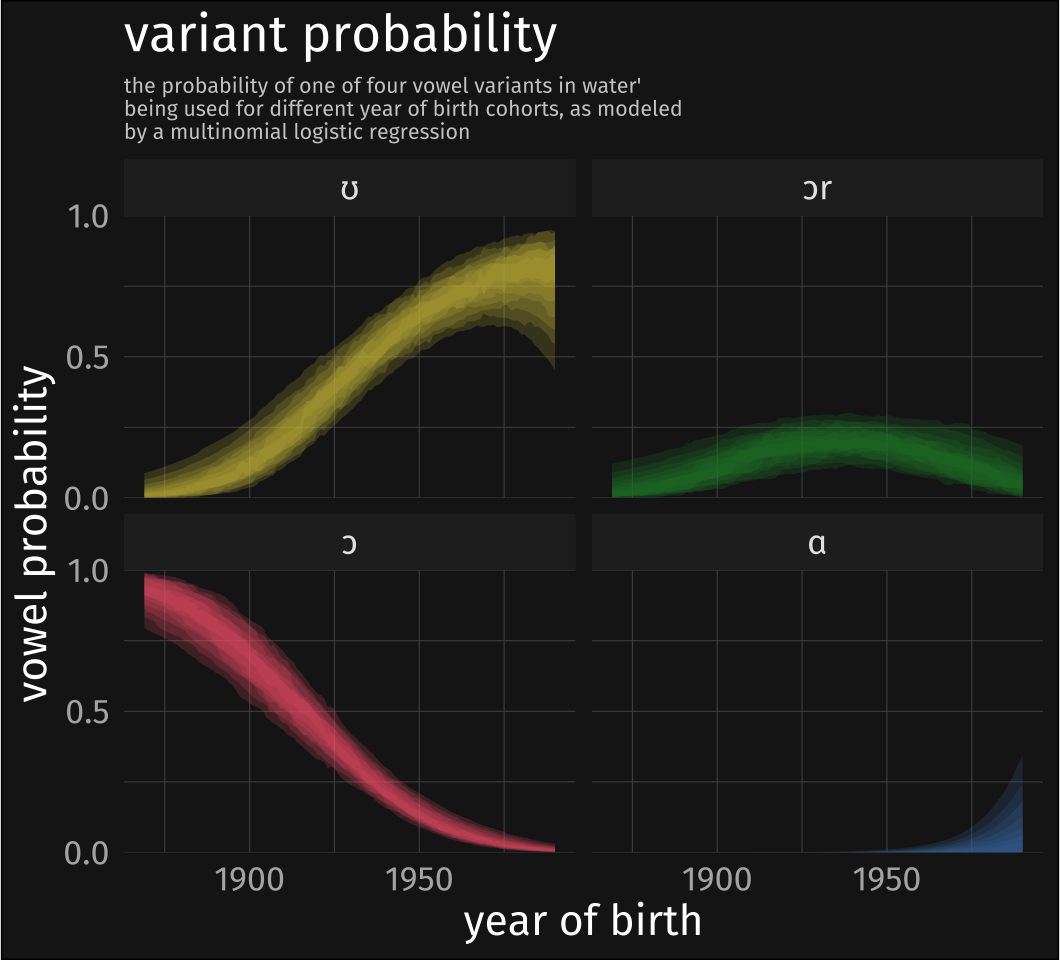 variant probability
the probability of one of four vowel variants in water'
being used for different year of birth cohorts, as modeled
by a multinomial logistic regression
ʊ
ɔr
1.0
0.5
0.0
ɔ
ɑ
1.0
0.5
0.0
vowel probability
1900
1950
1900
1950
year of birth